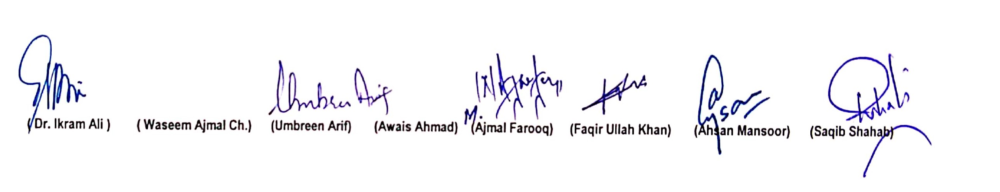 Umbreen Arif
M.
( Dr. Ikram Ali ) ( Waseem Ajmal Ch.) (Umbreen Arif) (Awais Ahmad) (Ajmal Farooq) (Faqir Ullah Khan) (Ahsan Mansoor) (Saqib Shahab)